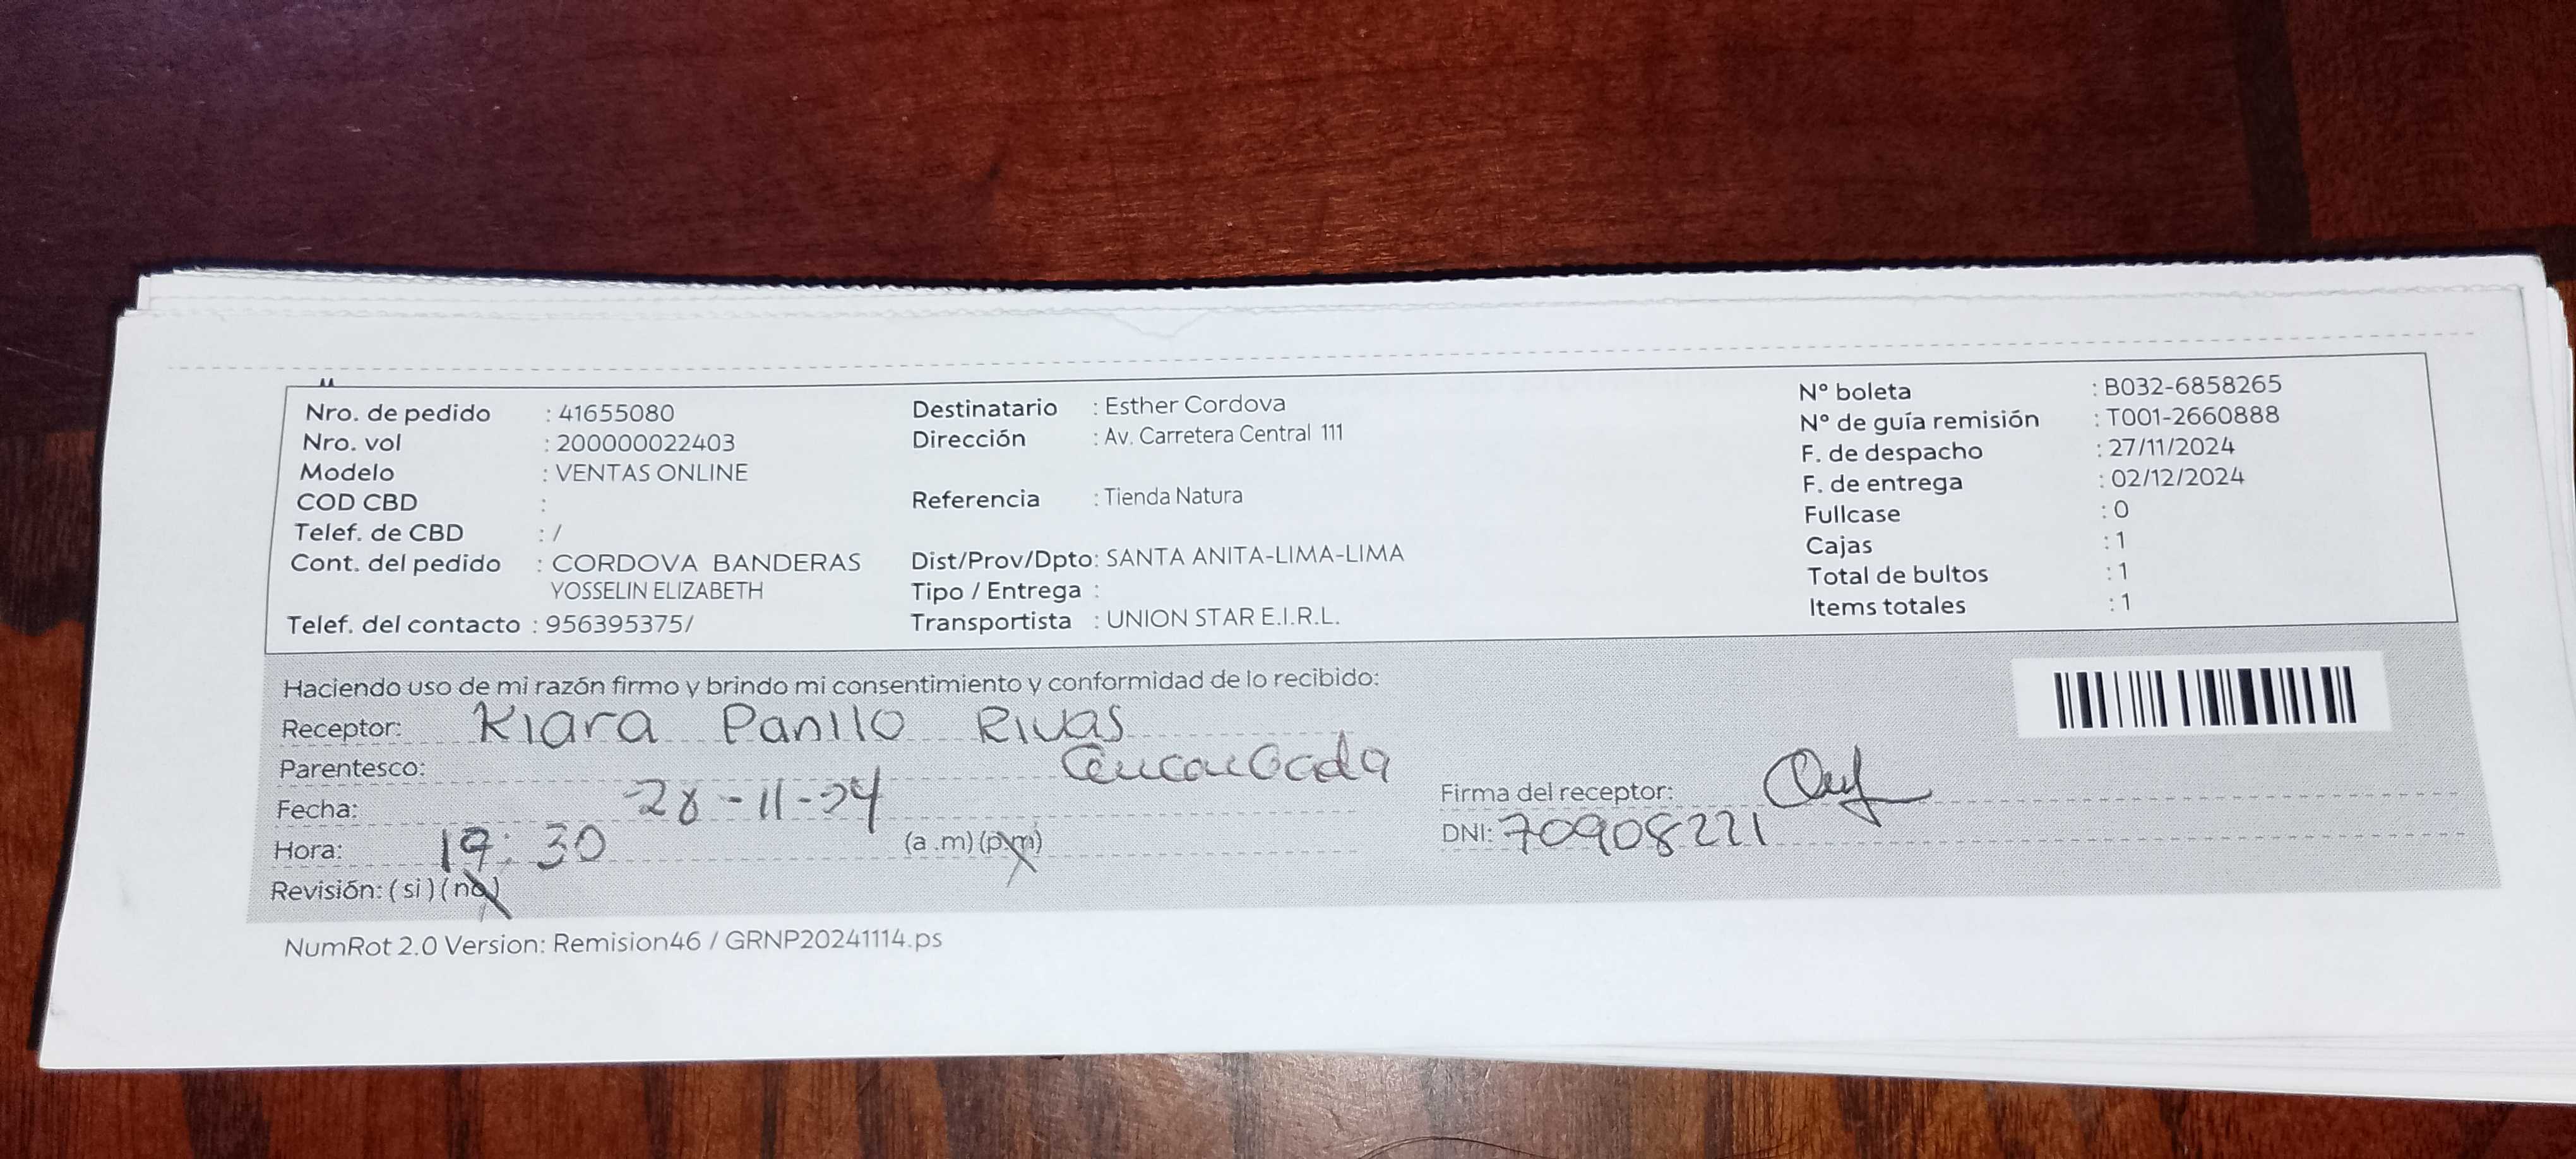 Nro. de pedido : 41655080
Nro. vol : 200000022403
Modelo : VENTAS ONLINE
COD CBD :
Telef. de CBD : /
Cont. del pedido : CORDOVA BANDERAS
YOSSELIN ELIZABETH
Telef. del contacto : 956395375/
Destinatario : Esther Cordova
Dirección : Av. Carretera Central 111
Referencia : Tienda Natura
Dist/Prov/Dpto: SANTA ANITA-LIMA-LIMA
Tipo / Entrega :
Transportista : UNION STAR E.I.R.L.
N° boleta : B032-6858265
N° de guía remisión : T001-2660888
F. de despacho : 27/11/2024
F. de entrega : 02/12/2024
Fullcase : 0
Cajas : 1
Total de bultos : 1
Items totales : 1
Haciendo uso de mi razón firmo y brindo mi consentimiento y conformidad de lo recibido:
Receptor: Kiara Panllo Rivas
Parentesco: Encargada
Fecha: 28-11-24
Hora: 19:30 (a .m) (p.m)
Revisión: (si) (no)
Firma del receptor:
DNI: 70908221
NumRot 2.0 Version: Remision46 / GRNP20241114.ps